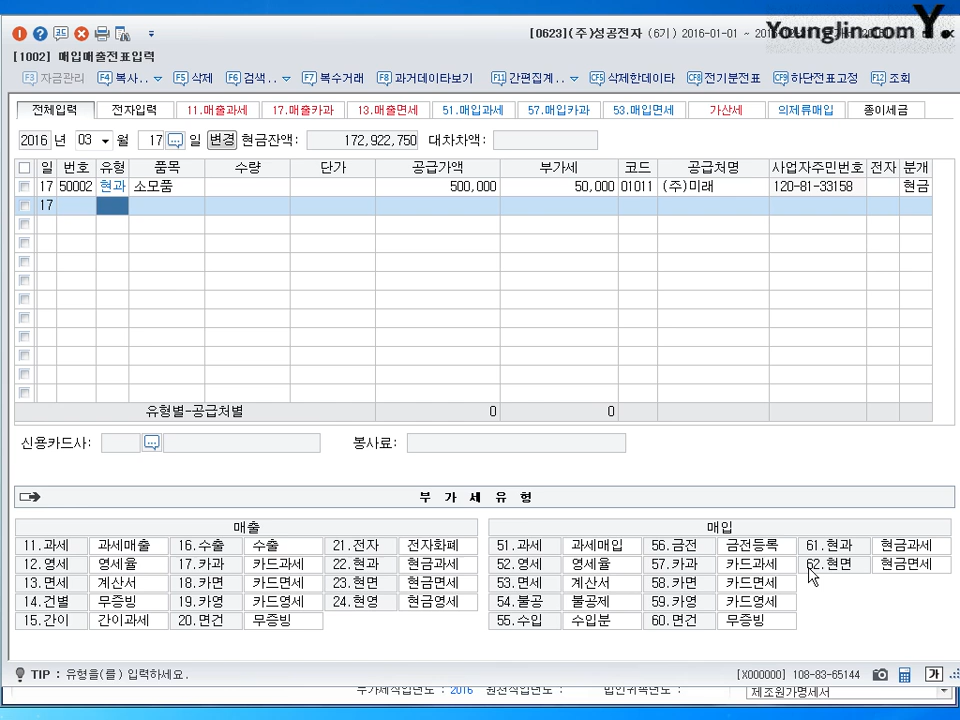 Younglin.com Y.
[0623](주)성공전자 (6기) 2016-01-01 ~
[1002] 매입매출전표입력
F3 자금관리 F4 복사.. F5 삭제 F6 검색.. F7 복수거래 F8 과거데이타보기 F11 간편집계.. CF5 삭제한데이타 CF8 전기분전표 CF9 하단전표고정 F12 조회
전체입력 전자입력 11.매출과세 17.매출카과 13.매출면세 51.매입과세 57.매입카과 53.매입면세 가산세 의제류매입 종이세금
2016 년 03 월 17 일 변경 현금잔액: 172,922,750 대차차액:
일 번호 유형 품목 수량 단가 공급가액 부가세 코드 공급처명 사업자주민번호 전자 분개
17 50002 현과 소모품 500,000 50,000 01011 (주)미래 120-81-33158 현금
17
유형별-공급처별 0 0
신용카드사: 봉사료:
부 가 세 유 형
매출 매입
11.과세 과세매출 16.수출 수출 21.전자 전자화폐 51.과세 과세매입 56.금전 금전등록 61.현과 현금과세
12.영세 영세율 17.카과 카드과세 22.현과 현금과세 52.영세 영세율 57.카과 카드과세 62.현면 현금면세
13.면세 계산서 18.카면 카드면세 23.현면 현금면세 53.면세 계산서 58.카면 카드면세
14.건별 무증빙 19.카영 카드영세 24.현영 현금영세 54.불공 불공제 59.카영 카드영세
15.간이 간이과세 20.면건 무증빙 55.수입 수입분 60.면건 무증빙
TIP : 유형을(를) 입력하세요. [X000000] 108-83-65144 가
부가세적입년도 : 2016 원천적입년도 : 법인귀속년도 : 제조원가명세서